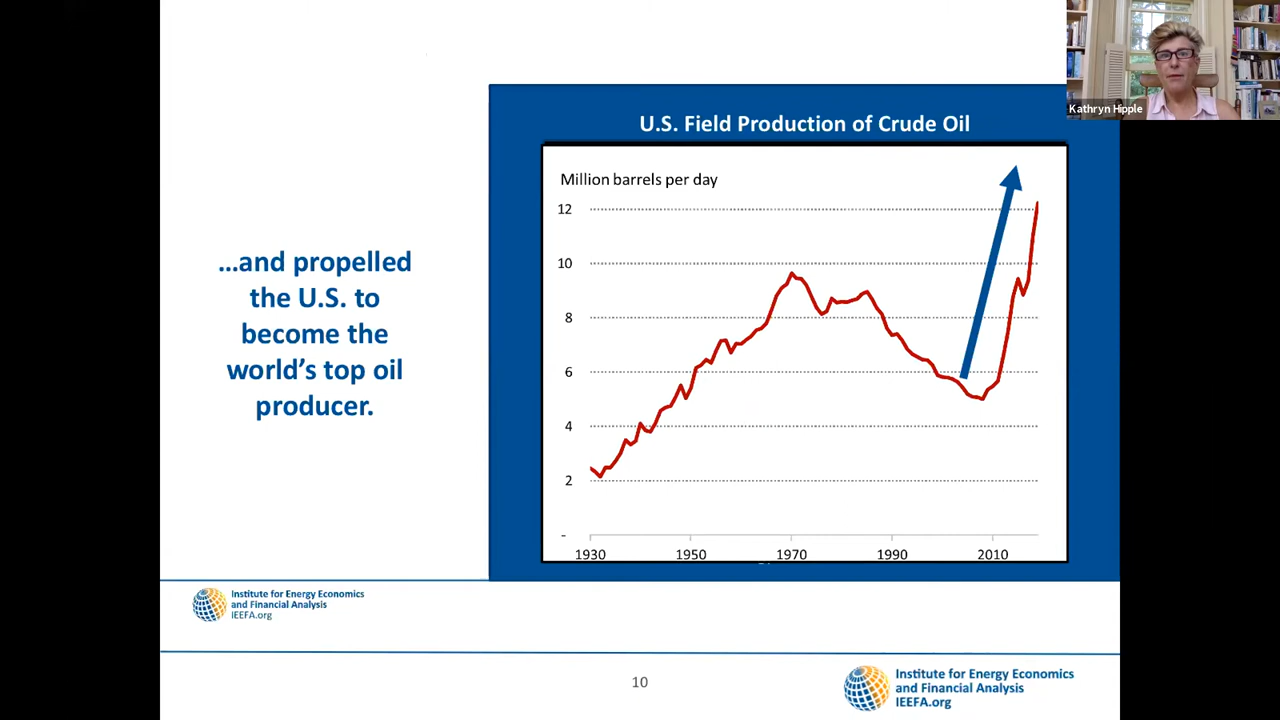 Kathryn Hipple
U.S. Field Production of Crude Oil
Million barrels per day
12
10
8
6
4
2
-
1930 1950 1970 1990 2010
…and propelled
the U.S. to
become the
world's top oil
producer.
Institute for Energy Economics
and Financial Analysis
IEEFA.org
10
Institute for Energy Economics
and Financial Analysis
IEEFA.org